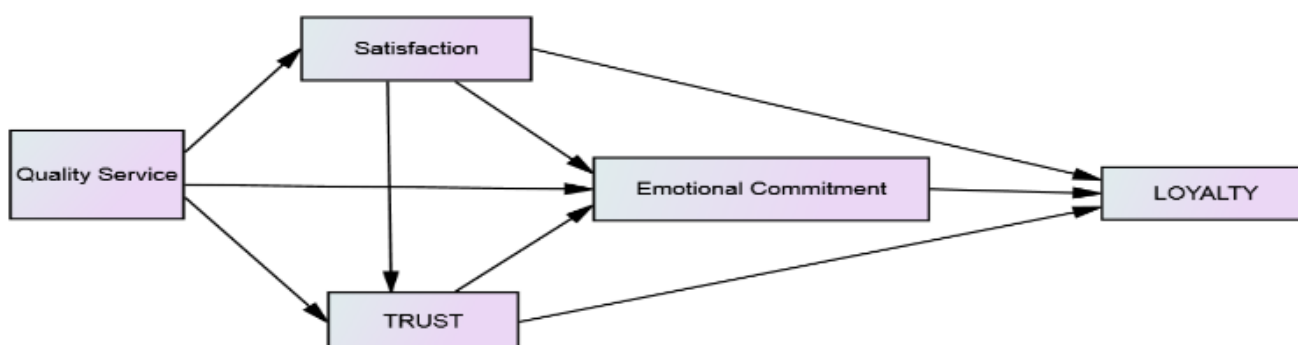 Satisfaction
Quality Service
Emotional Commitment
LOYALTY
TRUST